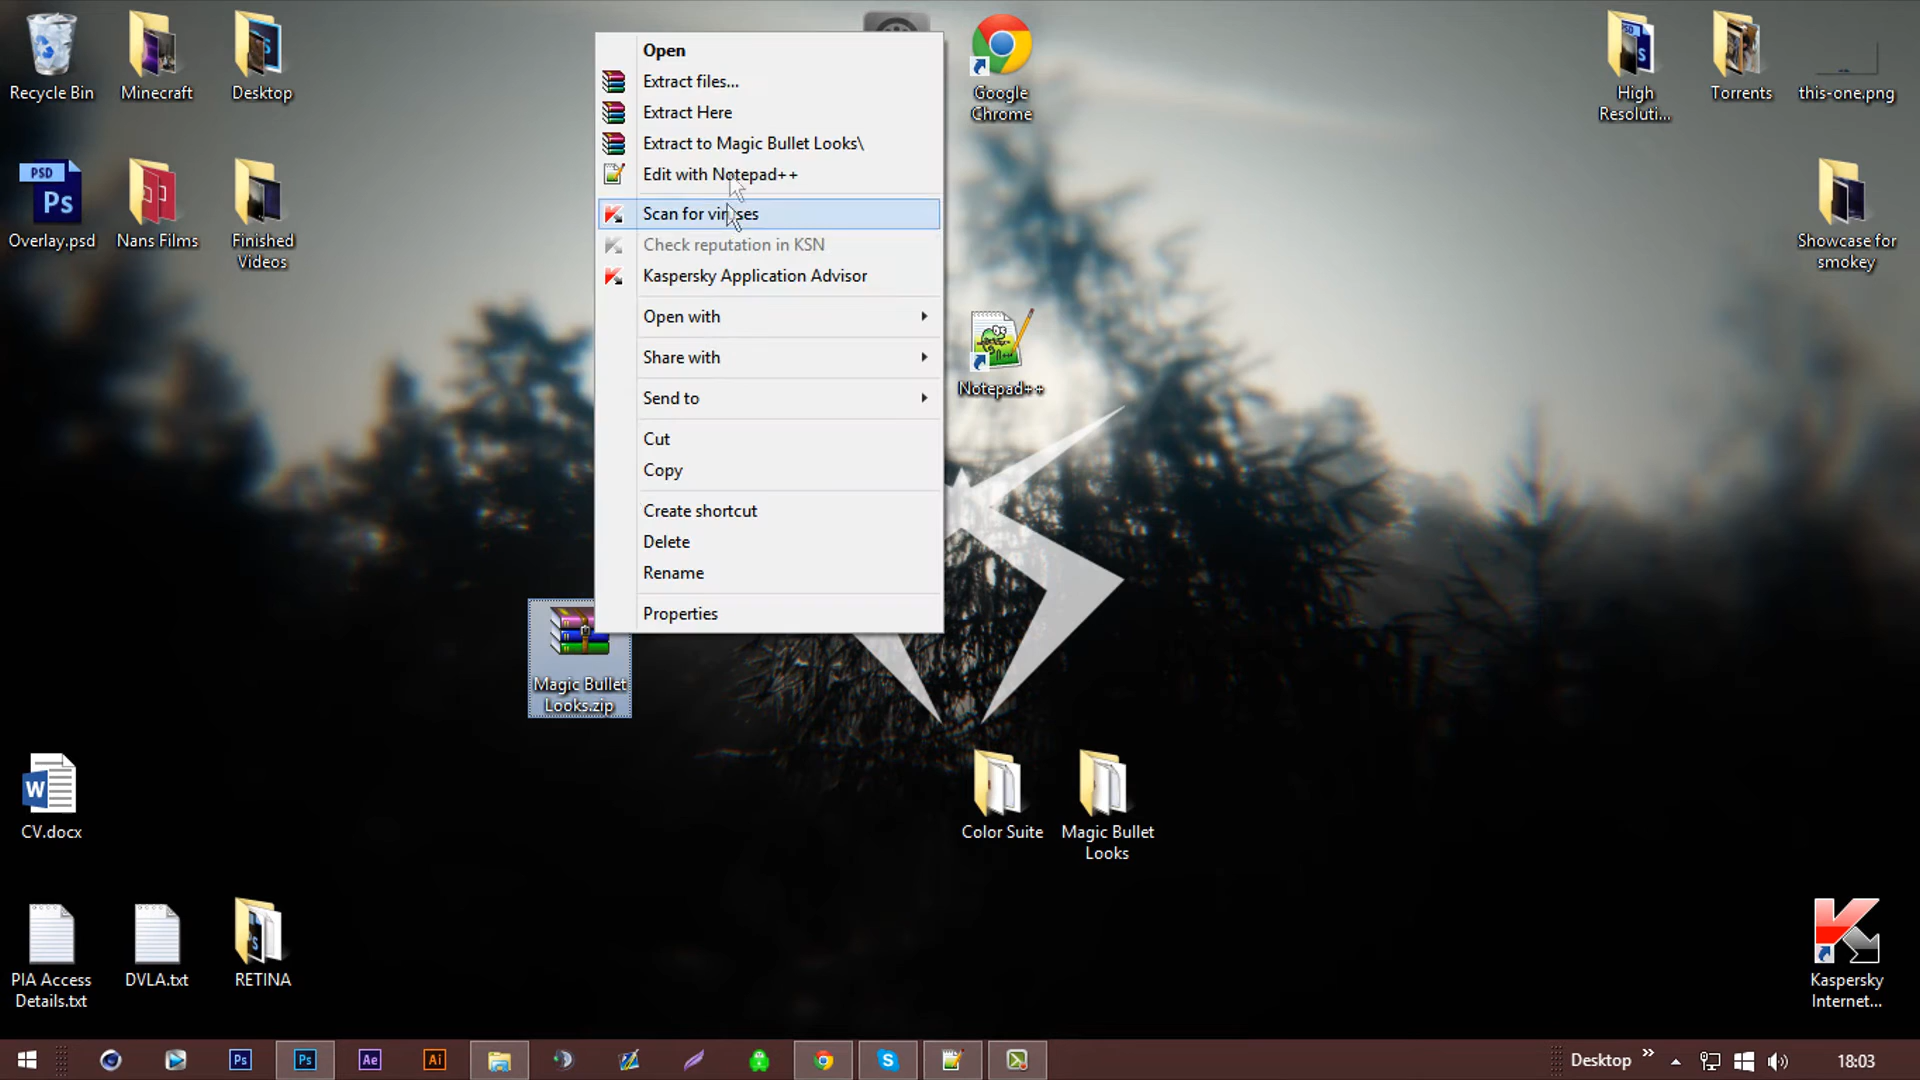 Recycle Bin
Minecraft
Desktop
PSD
Ps
Overlay.psd
Nans Films
Finished
Videos
Open
Extract files...
Extract Here
Extract to Magic Bullet Looks\
Edit with Notepad++
Scan for viruses
Check reputation in KSN
Kaspersky Application Advisor
Open with
Share with
Send to
Cut
Copy
Create shortcut
Delete
Rename
Properties
Google
Chrome
Notepad++
High
Resoluti...
Torrents
this-one.png
Showcase for
smokey
Magic Bullet
Looks.zip
W
CV.docx
Color Suite
Magic Bullet
Looks
PIA Access
Details.txt
DVLA.txt
RETINA
Kaspersky
Internet...
Ps
Ps
Ae
Ai
Desktop
18:03